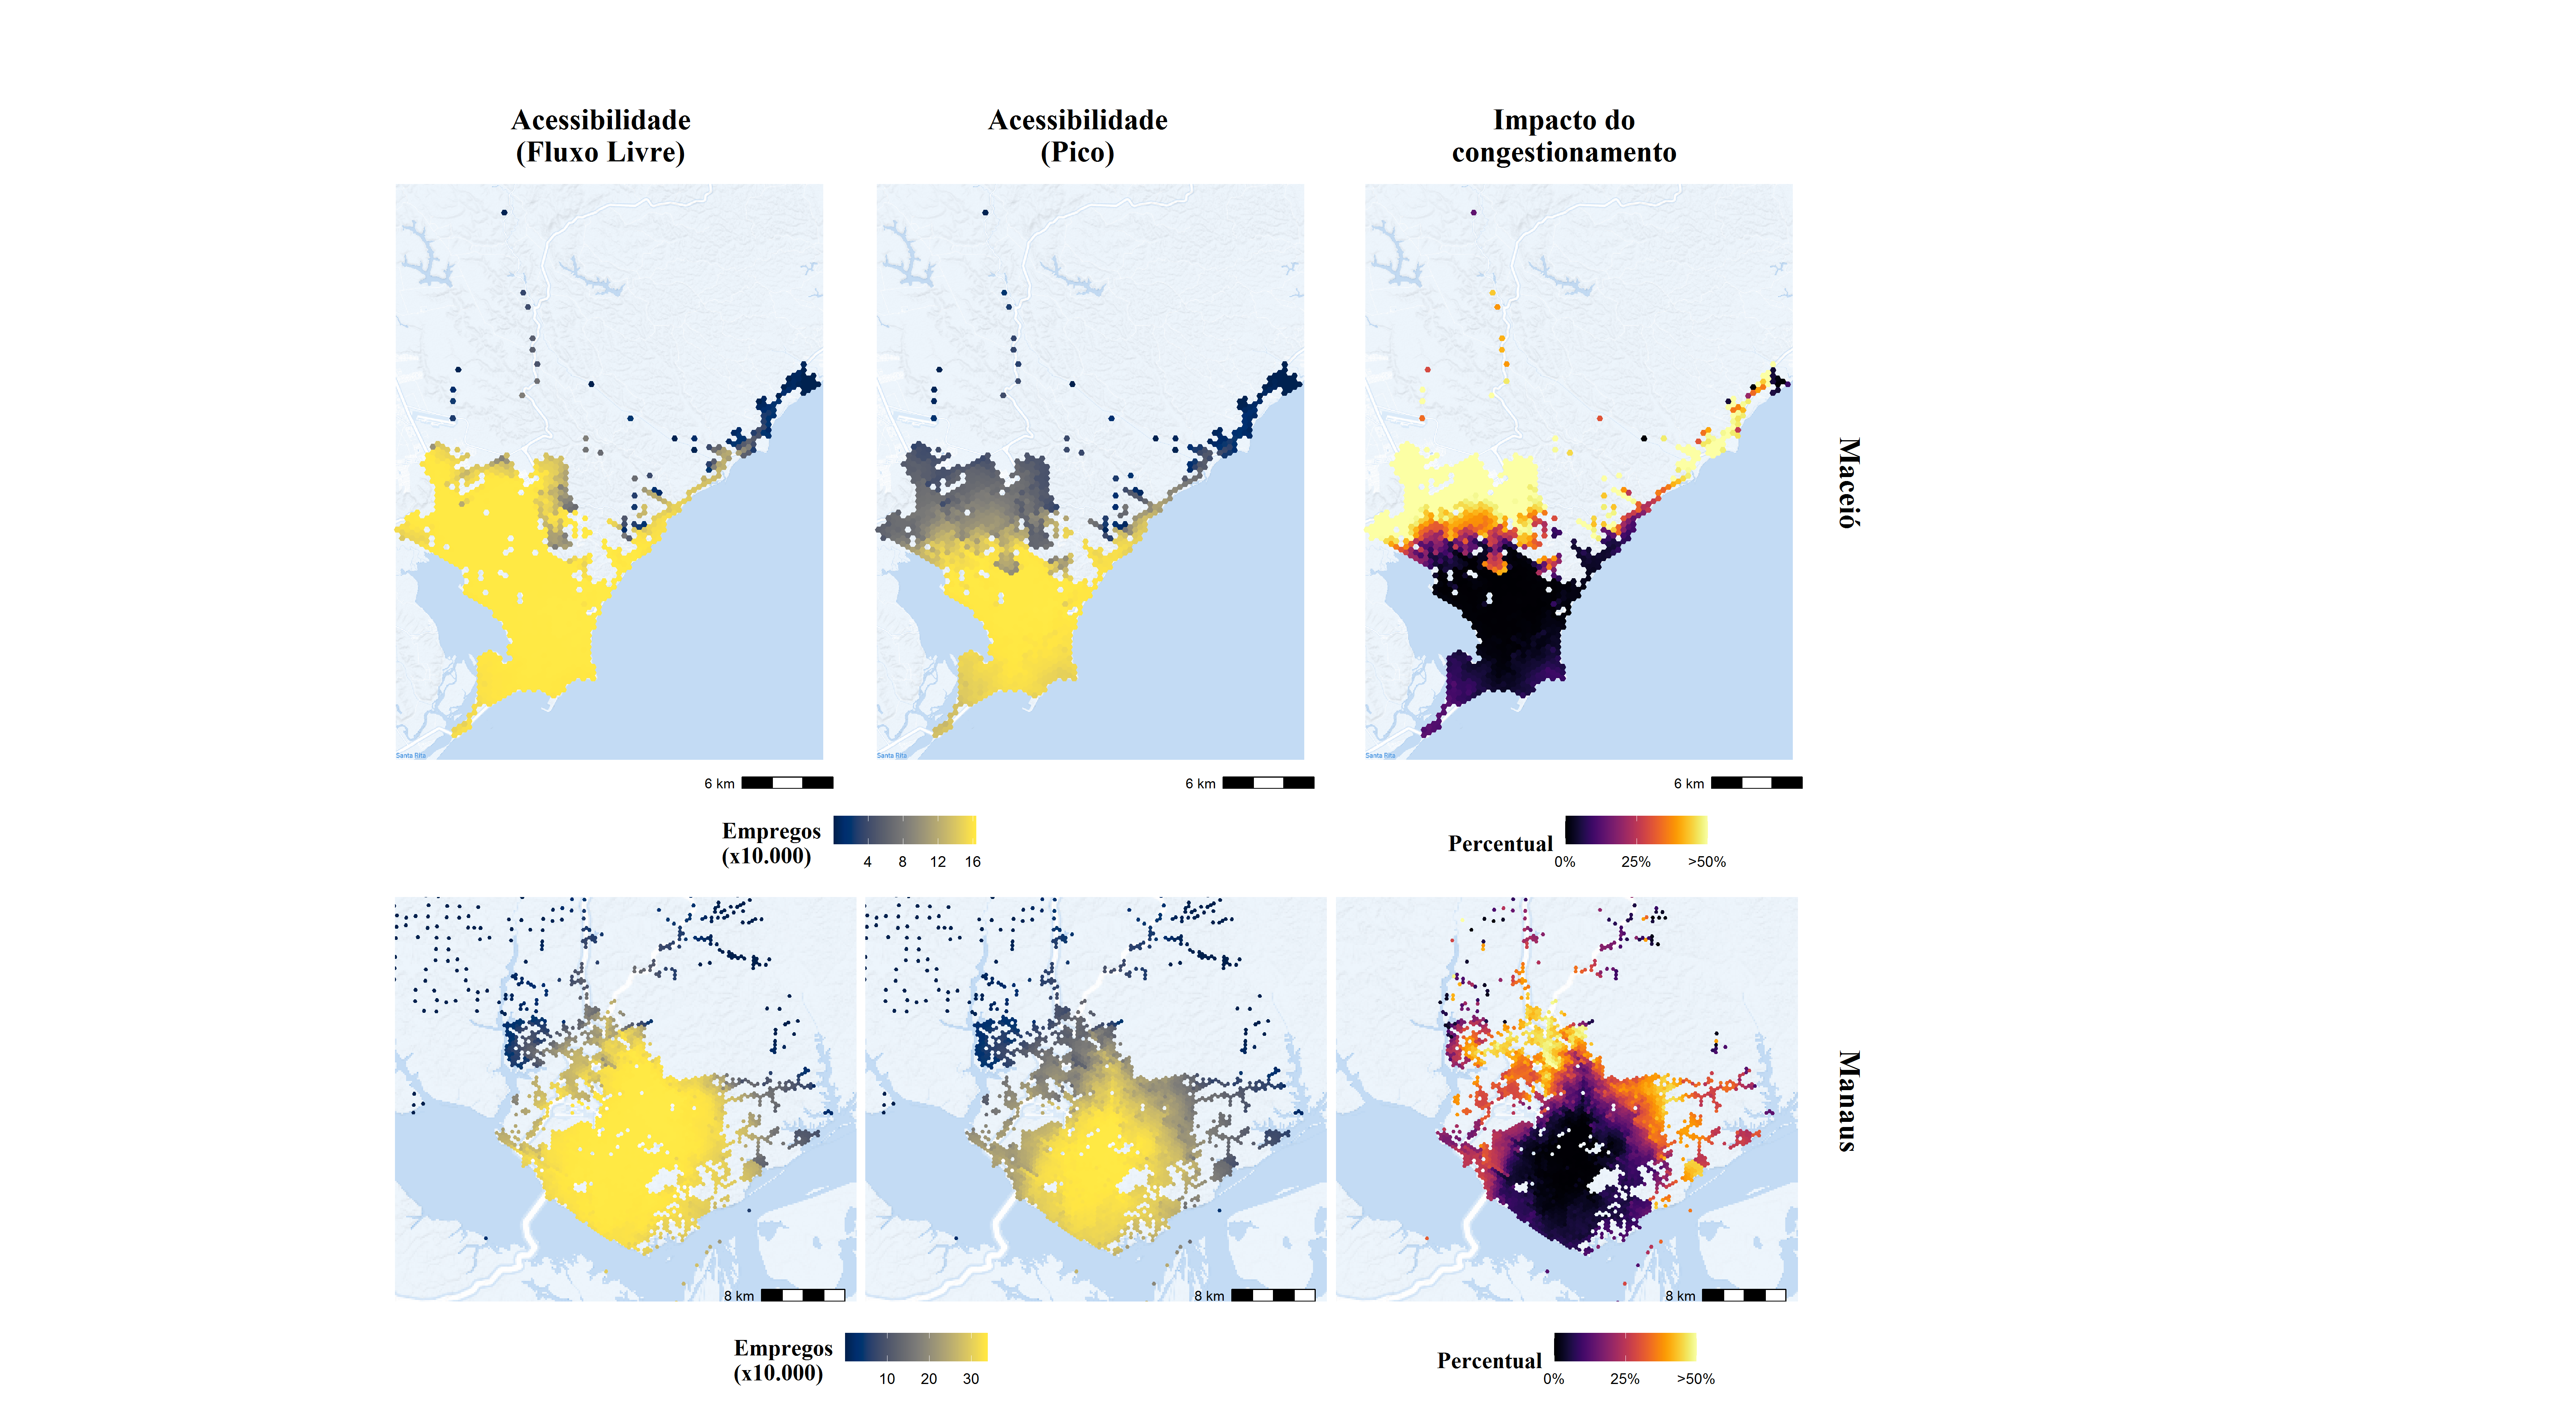 Acessibilidade
(Fluxo Livre)
Acessibilidade
(Pico)
Impacto do
congestionamento
Maceió
Santa Rita
Santa Rita
Santa Rita
6 km
6 km
6 km
Empregos
(x10.000)
4 8 12 16
Percentual
0% 25% >50%
Manaus
8 km
8 km
8 km
Empregos
(x10.000)
10 20 30
Percentual
0% 25% >50%